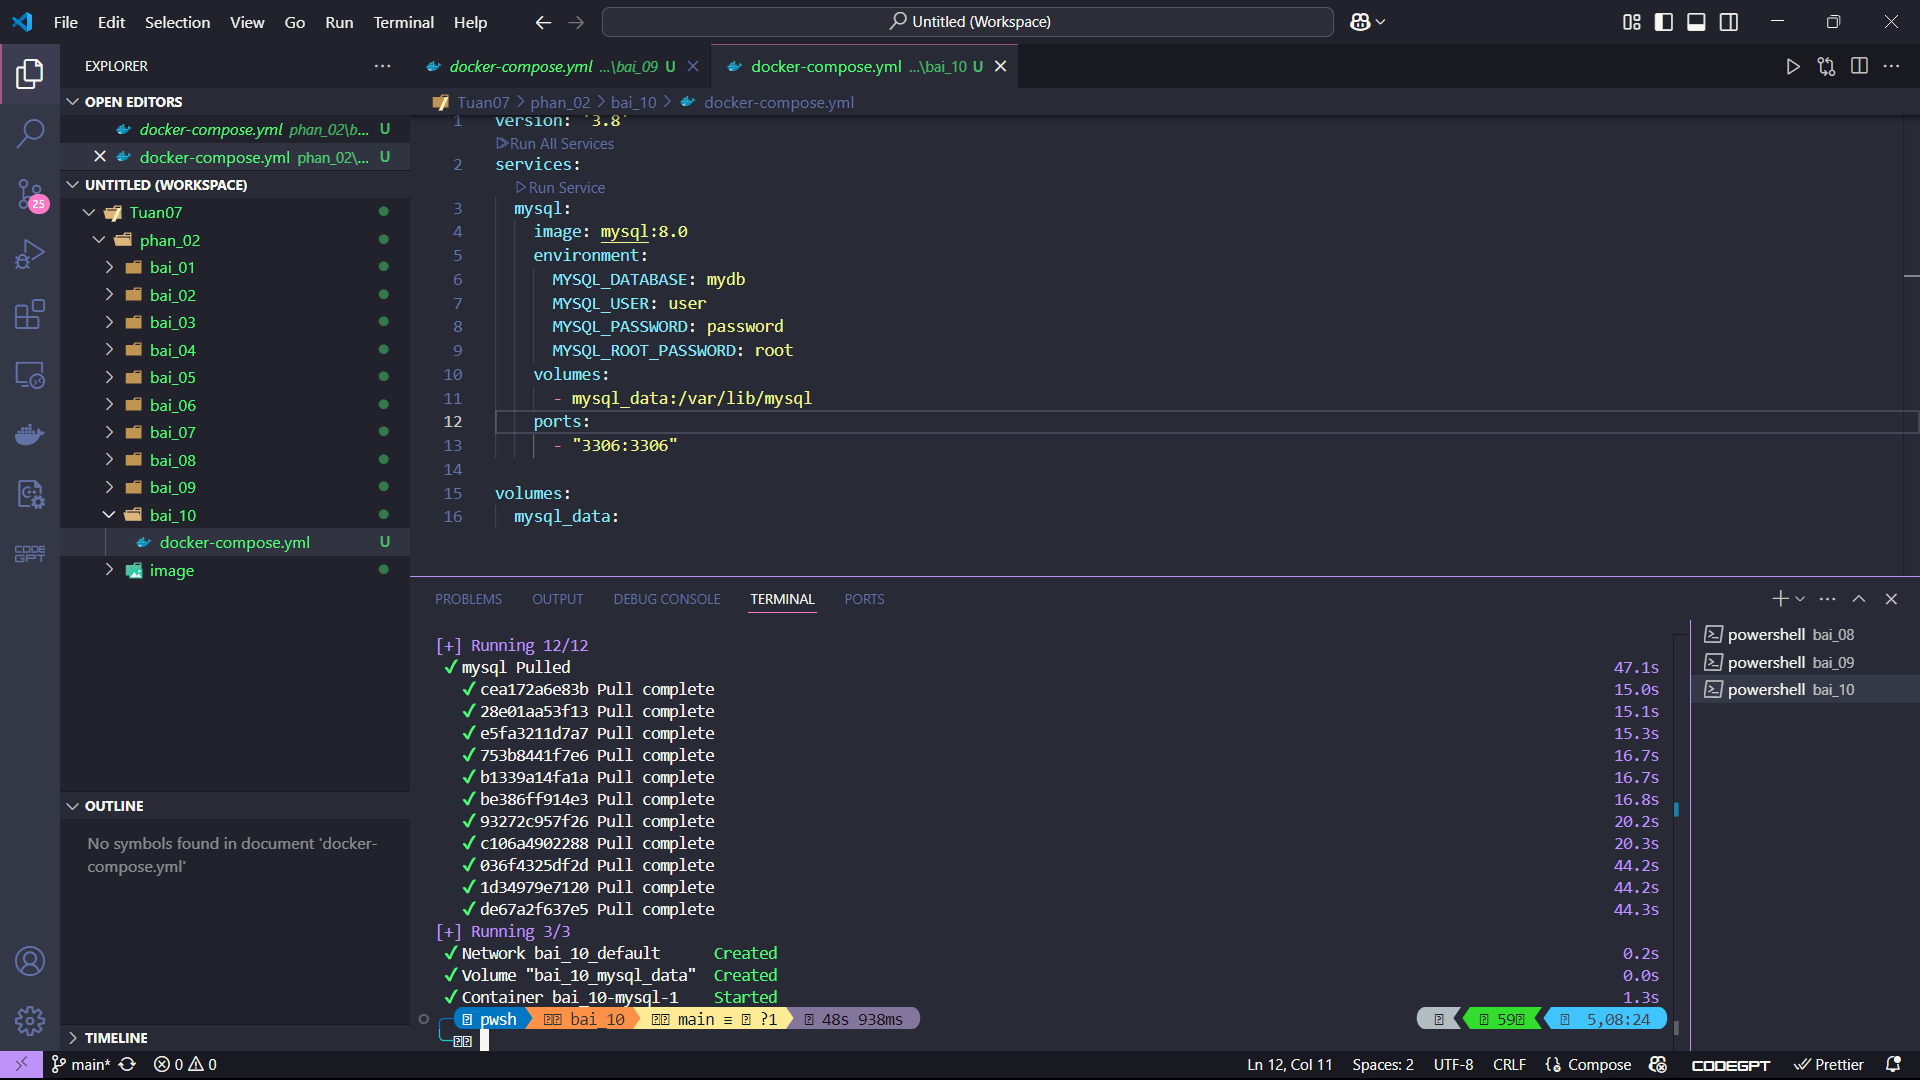 File Edit Selection View Go Run Terminal Help
Untitled (Workspace)
EXPLORER
OPEN EDITORS
docker-compose.yml phan_02\b... U
docker-compose.yml phan_02\... U
UNTITLED (WORKSPACE)
Tuan07
phan_02
bai_01
bai_02
bai_03
bai_04
bai_05
bai_06
bai_07
bai_08
bai_09
bai_10
docker-compose.yml U
image
25
CODE GPT
OUTLINE
No symbols found in document 'docker-
compose.yml'
TIMELINE
docker-compose.yml ...\bai_09 U
docker-compose.yml ...\bai_10 U
Tuan07 > phan_02 > bai_10 > docker-compose.yml
1 version: '3.8'
Run All Services
2 services:
Run Service
3 mysql:
4 image: mysql:8.0
5 environment:
6 MYSQL_DATABASE: mydb
7 MYSQL_USER: user
8 MYSQL_PASSWORD: password
9 MYSQL_ROOT_PASSWORD: root
10 volumes:
11 - mysql_data:/var/lib/mysql
12 ports:
13 - "3306:3306"
14
15 volumes:
16 mysql_data:
PROBLEMS OUTPUT DEBUG CONSOLE TERMINAL PORTS
[+] Running 12/12
✓ mysql Pulled 47.1s
✓ cea172a6e83b Pull complete 15.0s
✓ 28e01aa53f13 Pull complete 15.1s
✓ e5fa3211d7a7 Pull complete 15.3s
✓ 753b8441f7e6 Pull complete 16.7s
✓ b1339a14fa1a Pull complete 16.7s
✓ be386ff914e3 Pull complete 16.8s
✓ 93272c957f26 Pull complete 20.2s
✓ c106a4902288 Pull complete 20.3s
✓ 036f4325df2d Pull complete 44.2s
✓ 1d34979e7120 Pull complete 44.2s
✓ de67a2f637e5 Pull complete 44.3s
[+] Running 3/3
✓ Network bai_10_default Created 0.2s
✓ Volume "bai_10_mysql_data" Created 0.0s
✓ Container bai_10-mysql-1 Started 1.3s
pwsh bai_10 main ≡ ?1 48s 938ms 59 5,08:24
powershell bai_08
powershell bai_09
powershell bai_10
main* 0 0 Ln 12, Col 11 Spaces: 2 UTF-8 CRLF {} Compose CODEGPT Prettier